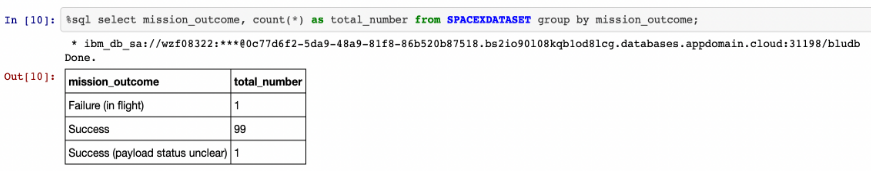 In [10]: %sql select mission_outcome, count(*) as total_number from SPACEXDATASET group by mission_outcome;
* ibm_db_sa://wzf08322:***@0c77d6f2-5da9-48a9-81f8-86b520b87518.bs2io90l08kqb1od8lcg.databases.appdomain.cloud:31198/bludb
Done.
Out[10]: mission_outcome total_number
Failure (in flight) 1
Success 99
Success (payload status unclear) 1